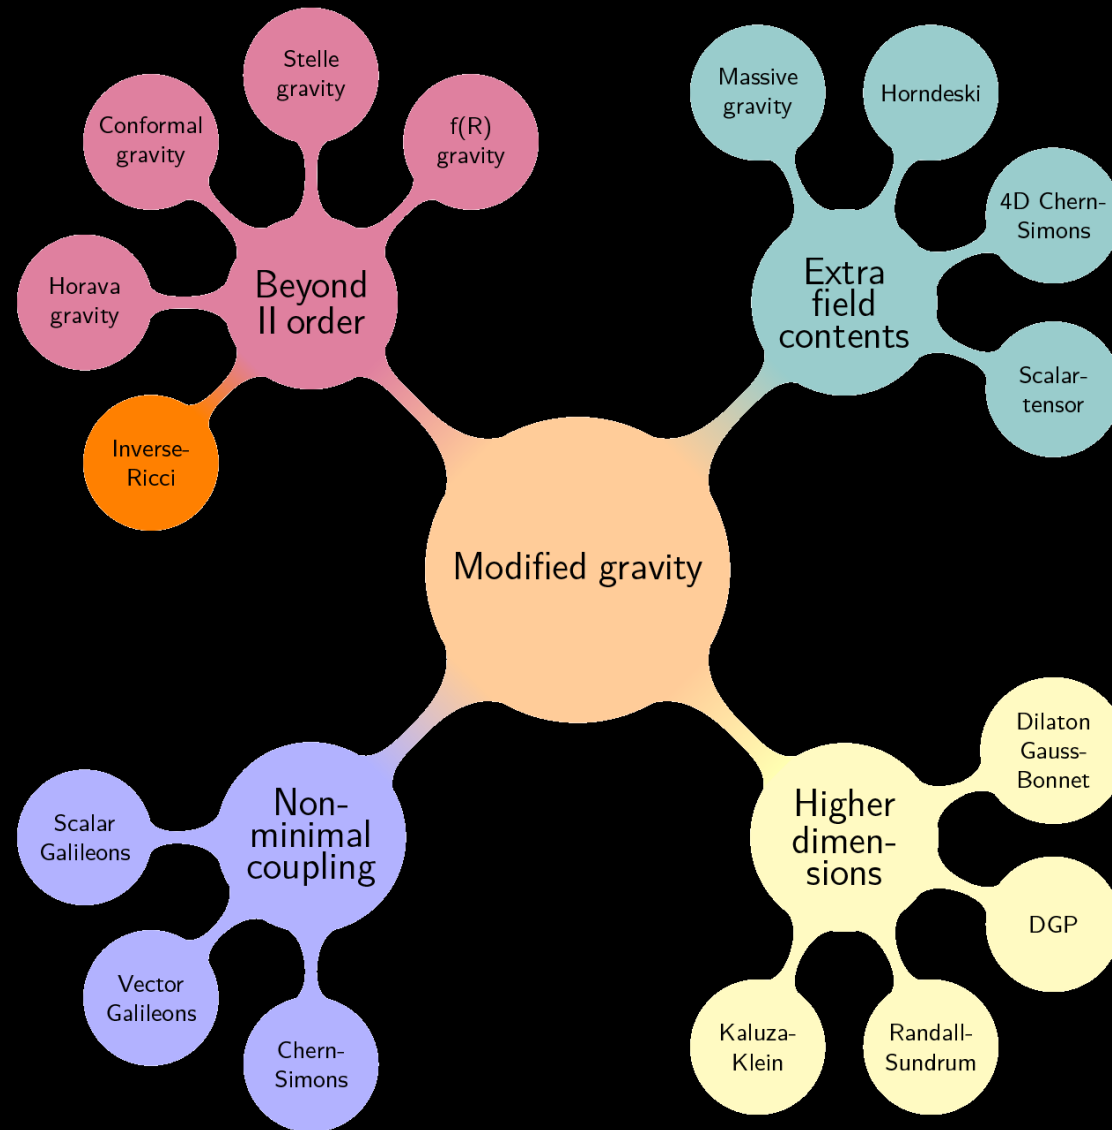 Stelle
gravity
Conformal
gravity
f(R)
gravity
Horava
gravity
Beyond
II order
Inverse-
Ricci
Massive
gravity
Horndeski
4D Chern-
Simons
Extra
field
contents
Scalar-
tensor
Modified gravity
Scalar
Galileons
Non-
minimal
coupling
Vector
Galileons
Chern-
Simons
Dilaton
Gauss-
Bonnet
Higher
dimen-
sions
DGP
Kaluza-
Klein
Randall-
Sundrum